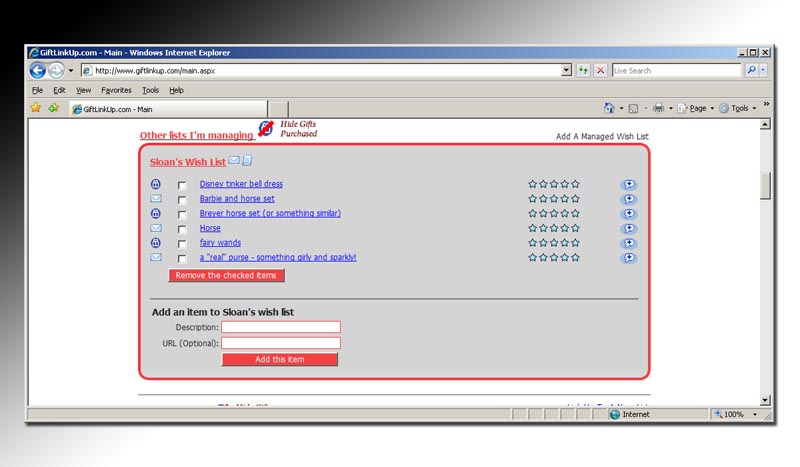 GiftLinkUp.com - Main - Windows Internet Explorer
http://www.giftlinkup.com/main.aspx
Live Search
File Edit View Favorites Tools Help
GiftLinkUp.com - Main
Page
Tools
Other lists I'm managing
Hide Gifts
Purchased
Add A Managed Wish List
Sloan's Wish List
Disney tinker bell dress
Barbie and horse set
Breyer horse set (or something similar)
Horse
fairy wands
a "real" purse - something girly and sparkly!
Remove the checked items
Add an item to Sloan's wish list
Description:
URL (Optional):
Add this item
Internet
100%